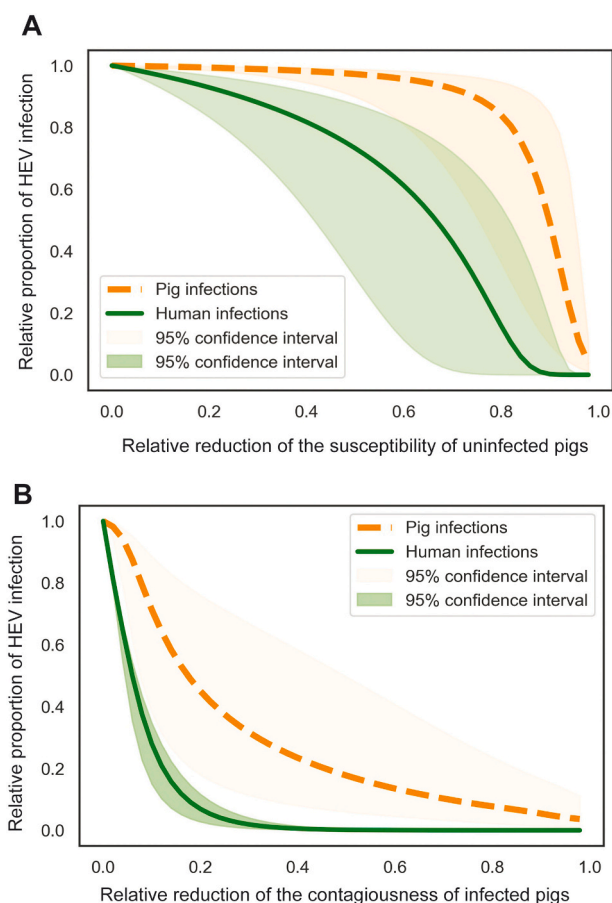 A
Relative proportion of HEV infection
1.0
0.8
0.6
0.4
0.2
0.0
Pig infections
Human infections
95% confidence interval
95% confidence interval
0.0 0.2 0.4 0.6 0.8 1.0
Relative reduction of the susceptibility of uninfected pigs
B
Relative proportion of HEV infection
1.0
0.8
0.6
0.4
0.2
0.0
Pig infections
Human infections
95% confidence interval
95% confidence interval
0.0 0.2 0.4 0.6 0.8 1.0
Relative reduction of the contagiousness of infected pigs